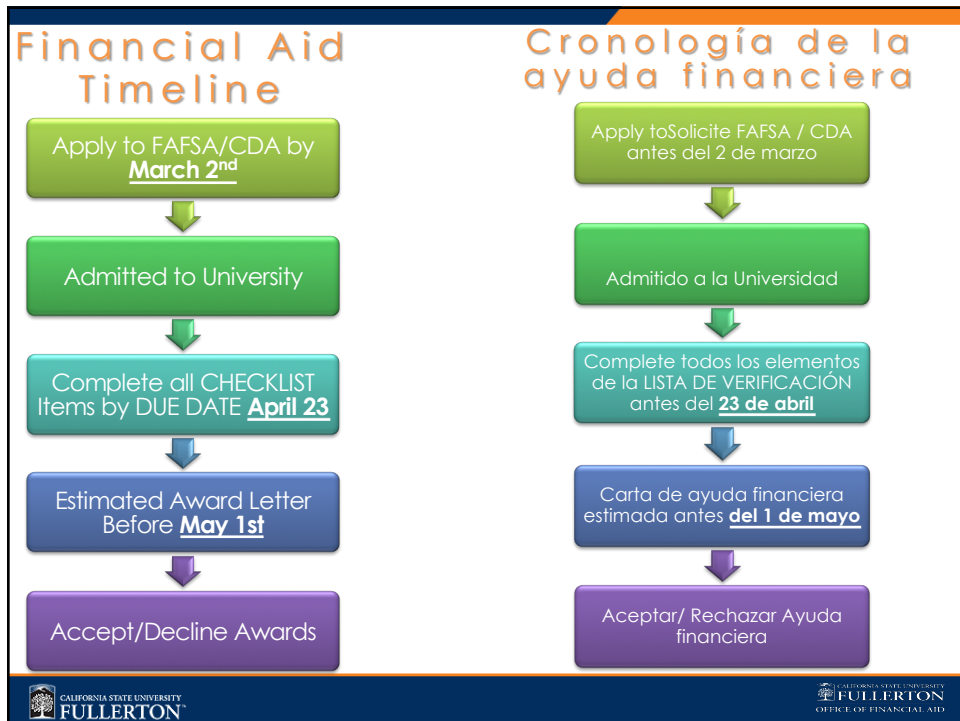 Financial Aid
Timeline
Apply to FAFSA/CDA by
March 2nd
Admitted to University
Complete all CHECKLIST
Items by DUE DATE April 23
Estimated Award Letter
Before May 1st
Accept/Decline Awards
Cronología de la
ayuda financiera
Apply toSolicite FAFSA / CDA
antes del 2 de marzo
Admitido a la Universidad
Complete todos los elementos
de la LISTA DE VERIFICACIÓN
antes del 23 de abril
Carta de ayuda financiera
estimada antes del 1 de mayo
Aceptar/ Rechazar Ayuda
financiera
CALIFORNIA STATE UNIVERSITY
FULLERTON™
CALIFORNIA STATE UNIVERSITY
FULLERTON
OFFICE OF FINANCIAL AID